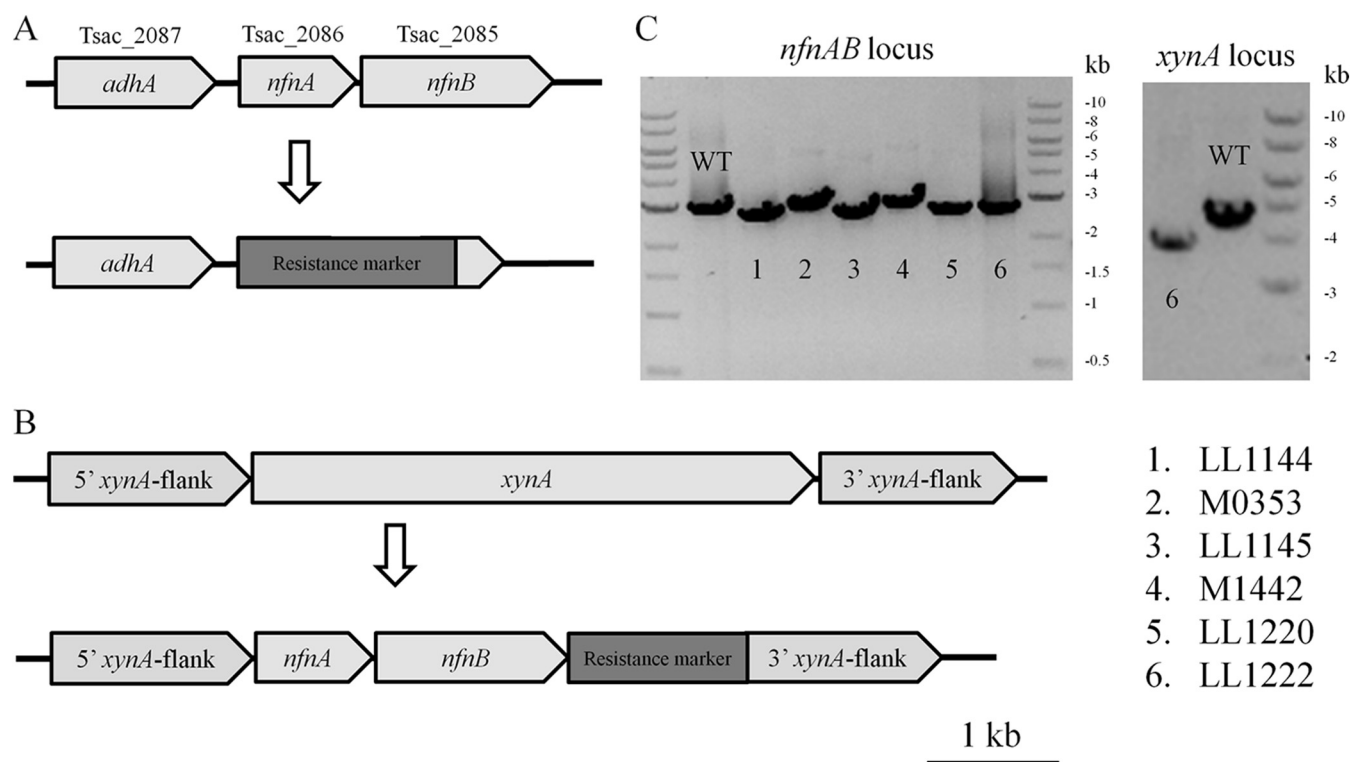 A
Tsac_2087 Tsac_2086 Tsac_2085
adhA nfnA nfnB
adhA Resistance marker
B
5’ xynA-flank xynA 3’ xynA-flank
5’ xynA-flank nfnA nfnB Resistance marker 3’ xynA-flank
1 kb
C
nfnAB locus
kb
WT
1 2 3 4 5 6
-10
-8
-6
-5
-4
-3
-2
-1.5
-1
-0.5
xynA locus
kb
WT
6
-10
-8
-6
-5
-4
-3
-2
1. LL1144
2. M0353
3. LL1145
4. M1442
5. LL1220
6. LL1222